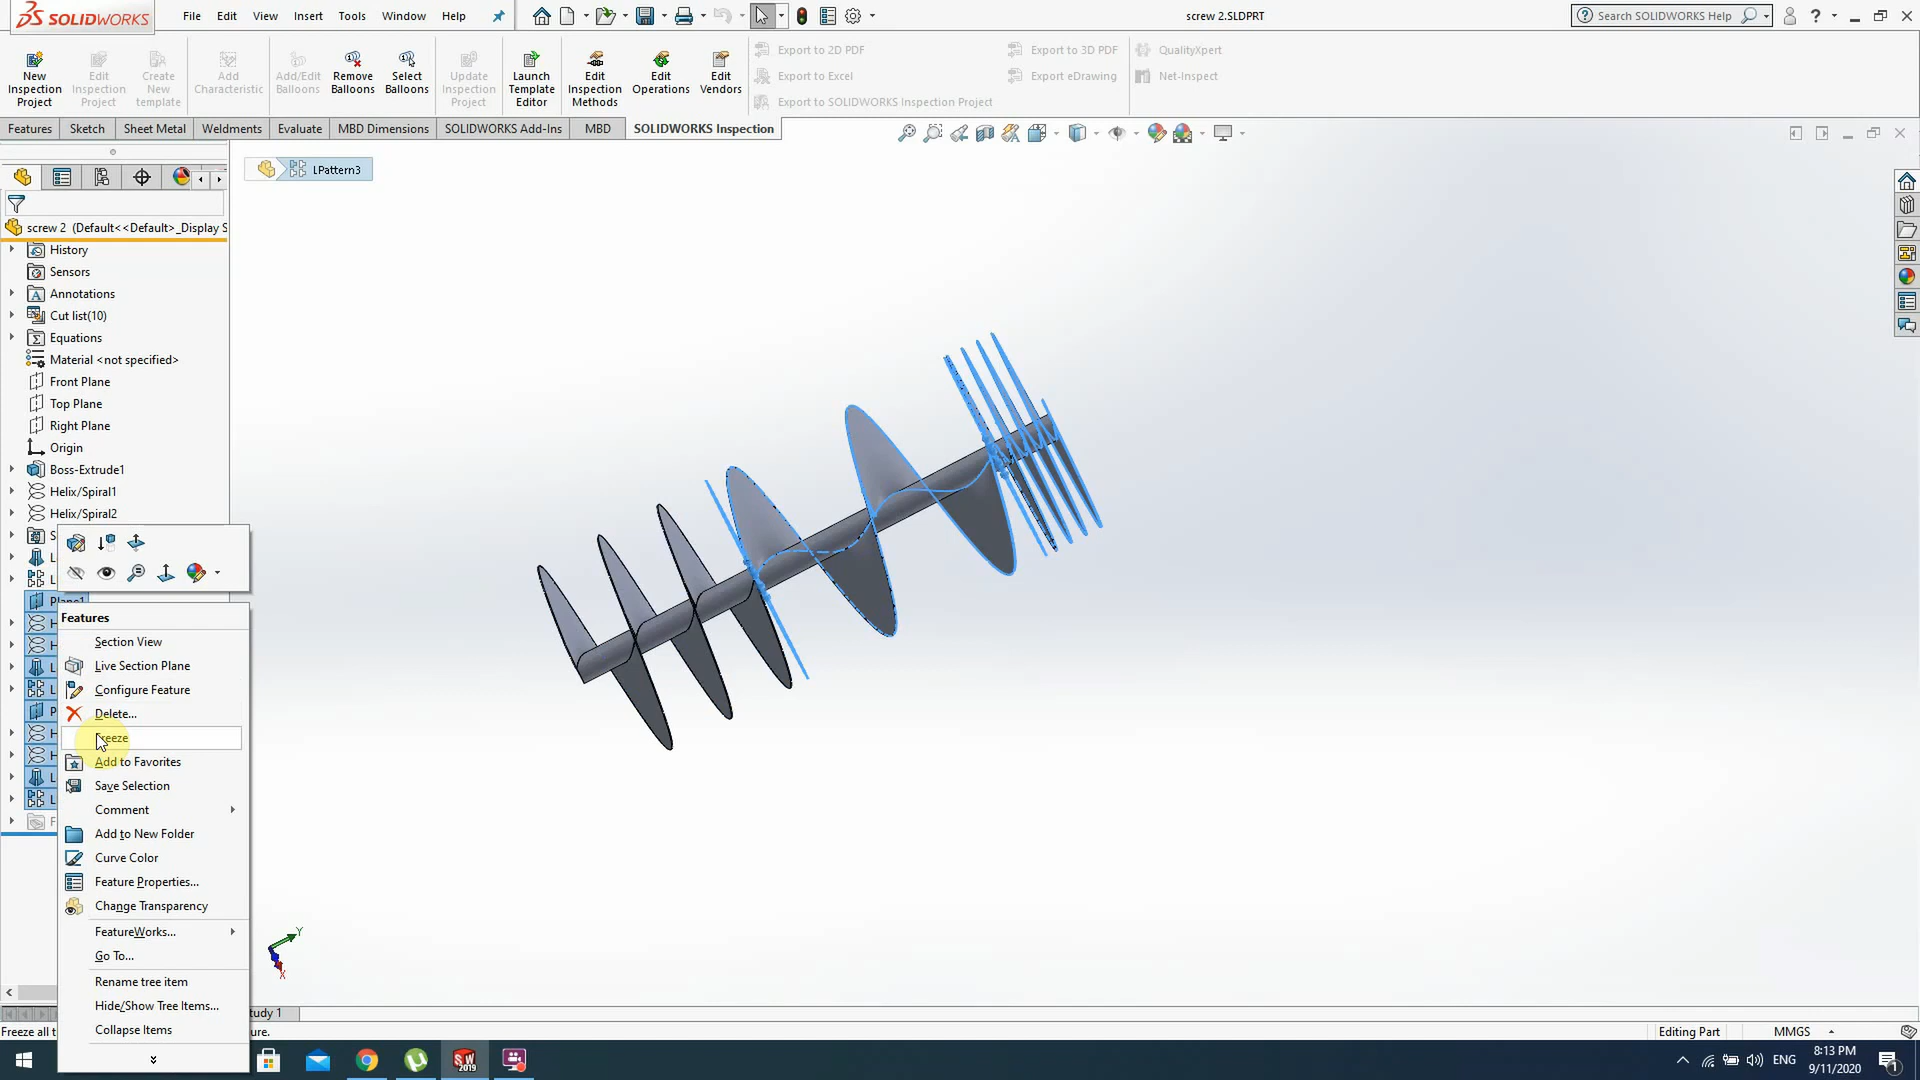 SOLIDWORKS
File Edit View Insert Tools Window Help
screw 2.SLDPRT
Search SOLIDWORKS Help
New Inspection Project
Edit Inspection Project
Create New template
Add Characteristic
Add/Edit Balloons
Remove Balloons
Select Balloons
Update Inspection Project
Launch Template Editor
Edit Inspection Methods
Edit Operations
Edit Vendors
Export to 2D PDF
Export to Excel
Export to SOLIDWORKS Inspection Project
Export to 3D PDF
Export eDrawing
QualityXpert
Net-Inspect
Features Sketch Sheet Metal Weldments Evaluate MBD Dimensions SOLIDWORKS Add-Ins MBD SOLIDWORKS Inspection
LPattern3
screw 2 (Default<<Default>_Display S
History
Sensors
Annotations
Cut list(10)
Equations
Material <not specified>
Front Plane
Top Plane
Right Plane
Origin
Boss-Extrude1
Helix/Spiral1
Helix/Spiral2
S
L
L
Plane1
H
H
L
L
P
H
H
L
L
F
Features
Section View
Live Section Plane
Configure Feature
Delete...
Freeze
Add to Favorites
Save Selection
Comment
Add to New Folder
Curve Color
Feature Properties...
Change Transparency
FeatureWorks...
Go To...
Rename tree item
Hide/Show Tree Items...
Collapse Items
Y
X
tudy 1
Freeze all t
ure.
Editing Part
MMGS
SW 2019
ENG
8:13 PM
9/11/2020
1